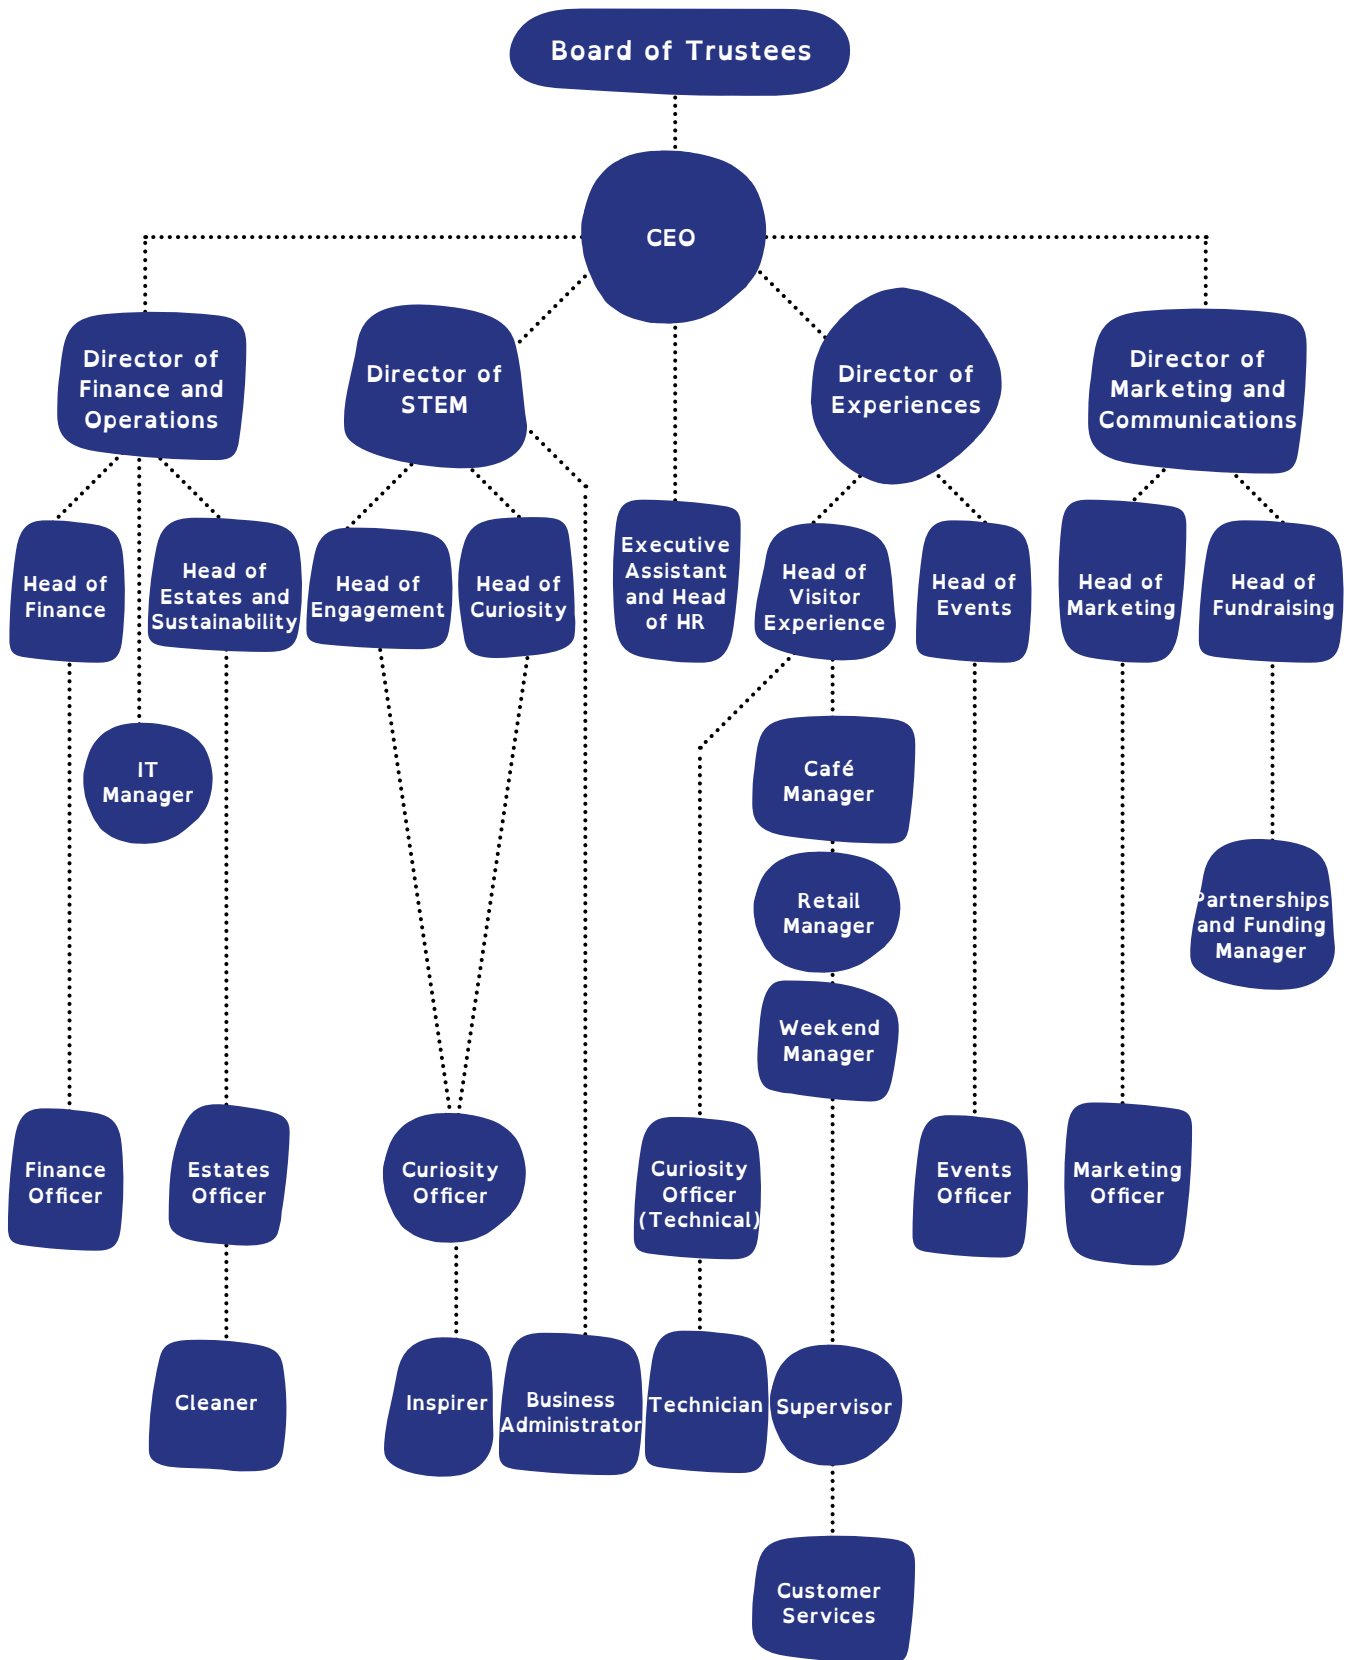 Board of Trustees
CEO
Director of
Finance and
Operations
Director of
STEM
Director of
Experiences
Director of
Marketing and
Communications
Head of
Finance
Head of
Estates and
Sustainability
Head of
Engagement
Head of
Curiosity
Executive
Assistant
and Head
of HR
Head of
Visitor
Experience
Head of
Events
Head of
Marketing
Head of
Fundraising
IT
Manager
Café
Manager
Retail
Manager
Partnerships
and Funding
Manager
Weekend
Manager
Finance
Officer
Estates
Officer
Curiosity
Officer
Curiosity
Officer
(Technical)
Events
Officer
Marketing
Officer
Cleaner
Inspirer
Business
Administrator
Technician
Supervisor
Customer
Services